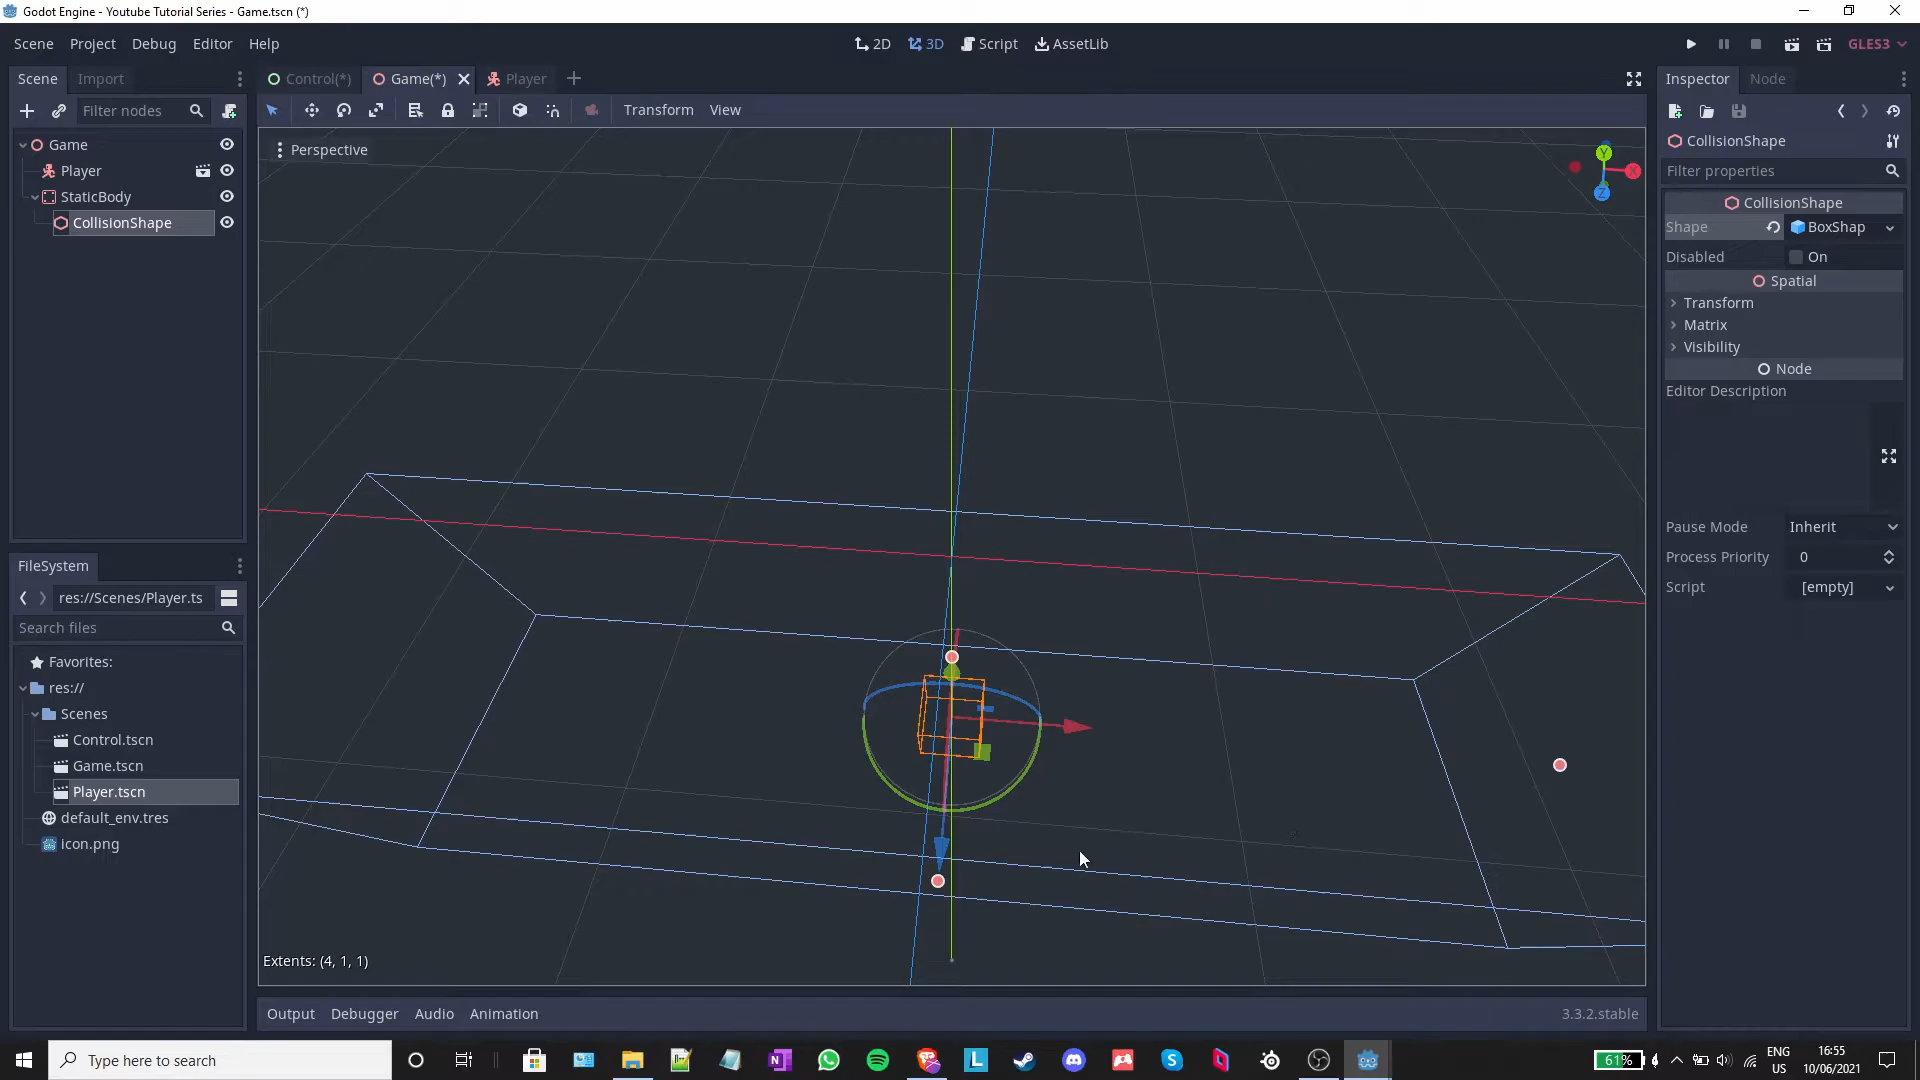 Godot Engine - Youtube Tutorial Series - Game.tscn (*)
Scene Project Debug Editor Help
2D 3D Script AssetLib
GLES3
Scene Import
Control(*) Game(*) Player
Inspector Node
Filter nodes
Transform View
Game
Player
StaticBody
CollisionShape
Perspective
Y
X
Z
CollisionShape
Filter properties
CollisionShape
Shape BoxShap
Disabled On
Spatial
Transform
Matrix
Visibility
Node
Editor Description
Pause Mode Inherit
Process Priority 0
Script [empty]
FileSystem
res://Scenes/Player.ts
Search files
Favorites:
res://
Scenes
Control.tscn
Game.tscn
Player.tscn
default_env.tres
icon.png
Extents: (4, 1, 1)
Output Debugger Audio Animation
3.3.2.stable
Type here to search
N
L
S
61%
ENG
US
16:55
10/06/2021